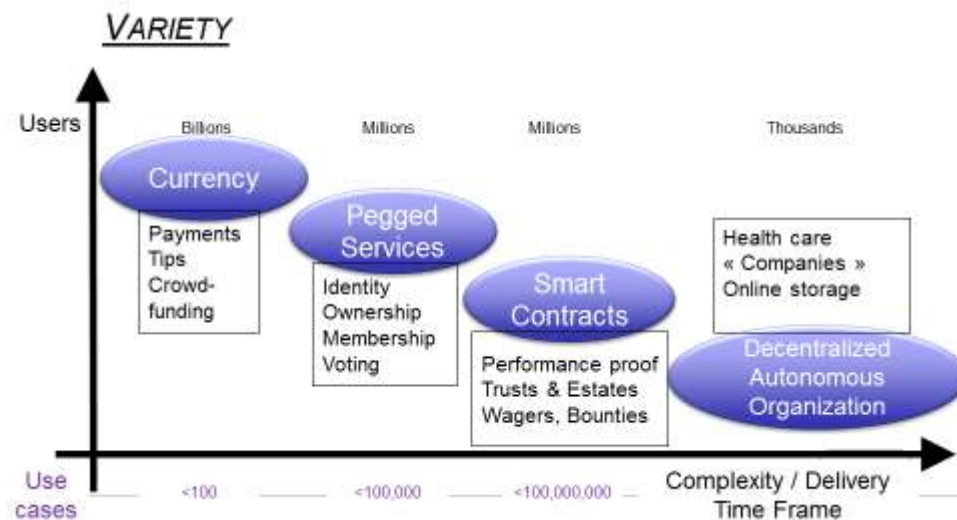 VARIETY
Users
Billions
Millions
Millions
Thousands
Currency
Payments
Tips
Crowd-
funding
Pegged
Services
Identity
Ownership
Membership
Voting
Smart
Contracts
Performance proof
Trusts & Estates
Wagers, Bounties
Health care
« Companies »
Online storage
Decentralized
Autonomous
Organization
Use
cases
<100
<100,000
<100,000,000
Complexity / Delivery
Time Frame